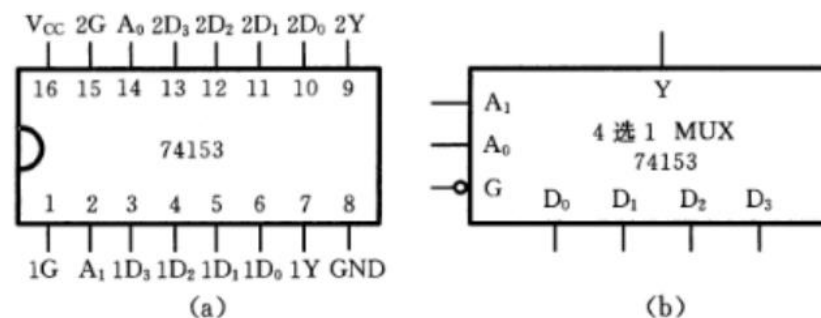 V_CC 2G A₀ 2D₃ 2D₂ 2D₁ 2D₀ 2Y
16 15 14 13 12 11 10 9
74153
1 2 3 4 5 6 7 8
1G A₁ 1D₃ 1D₂ 1D₁ 1D₀ 1Y GND
(a)
Y
A₁
4 选 1 MUX
A₀
74153
G
D₀ D₁ D₂ D₃
(b)